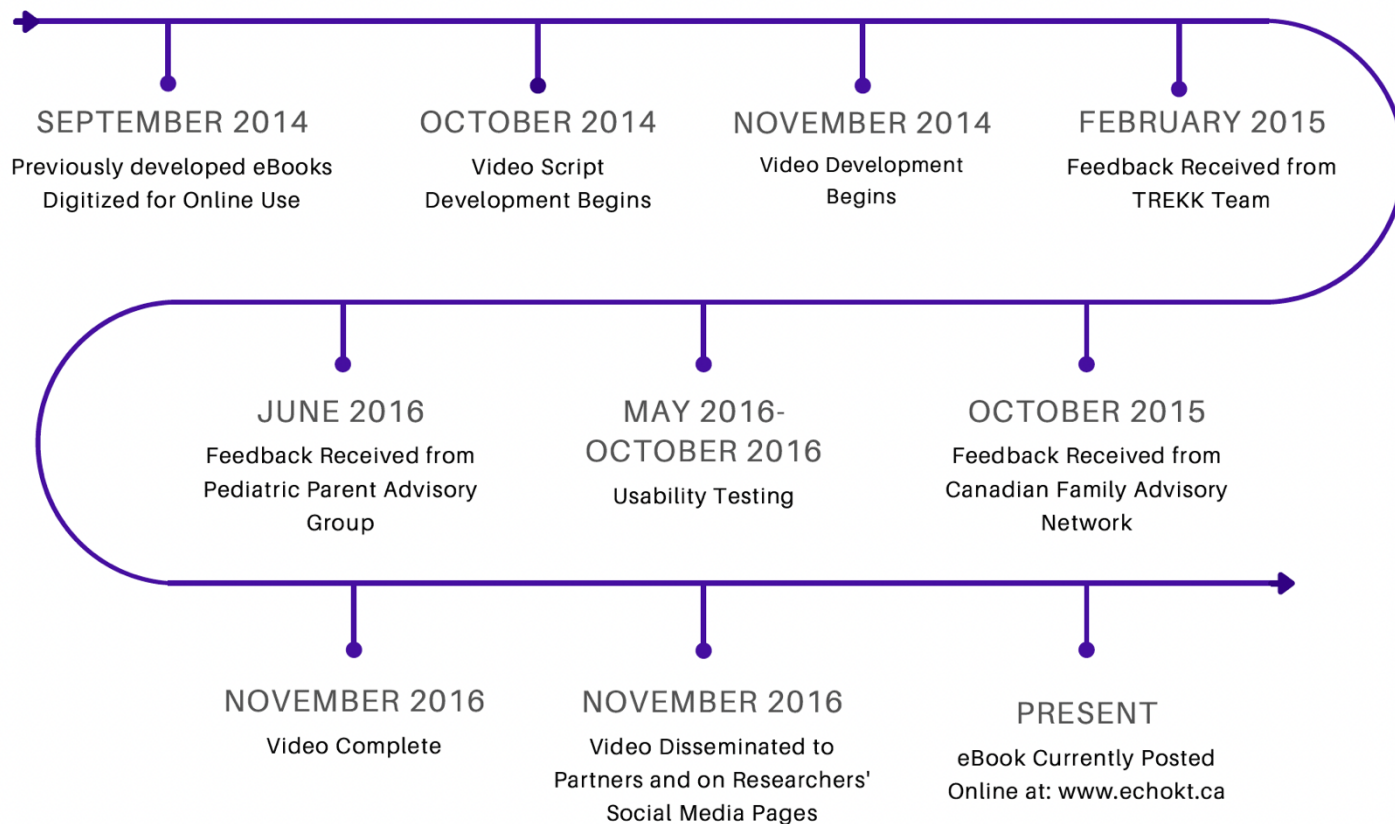 SEPTEMBER 2014
Previously developed eBooks
Digitized for Online Use
OCTOBER 2014
Video Script
Development Begins
NOVEMBER 2014
Video Development
Begins
FEBRUARY 2015
Feedback Received from
TREKK Team
OCTOBER 2015
Feedback Received from
Canadian Family Advisory
Network
MAY 2016-
OCTOBER 2016
Usability Testing
JUNE 2016
Feedback Received from
Pediatric Parent Advisory
Group
NOVEMBER 2016
Video Complete
NOVEMBER 2016
Video Disseminated to
Partners and on Researchers'
Social Media Pages
PRESENT
eBook Currently Posted
Online at: www.echokt.ca